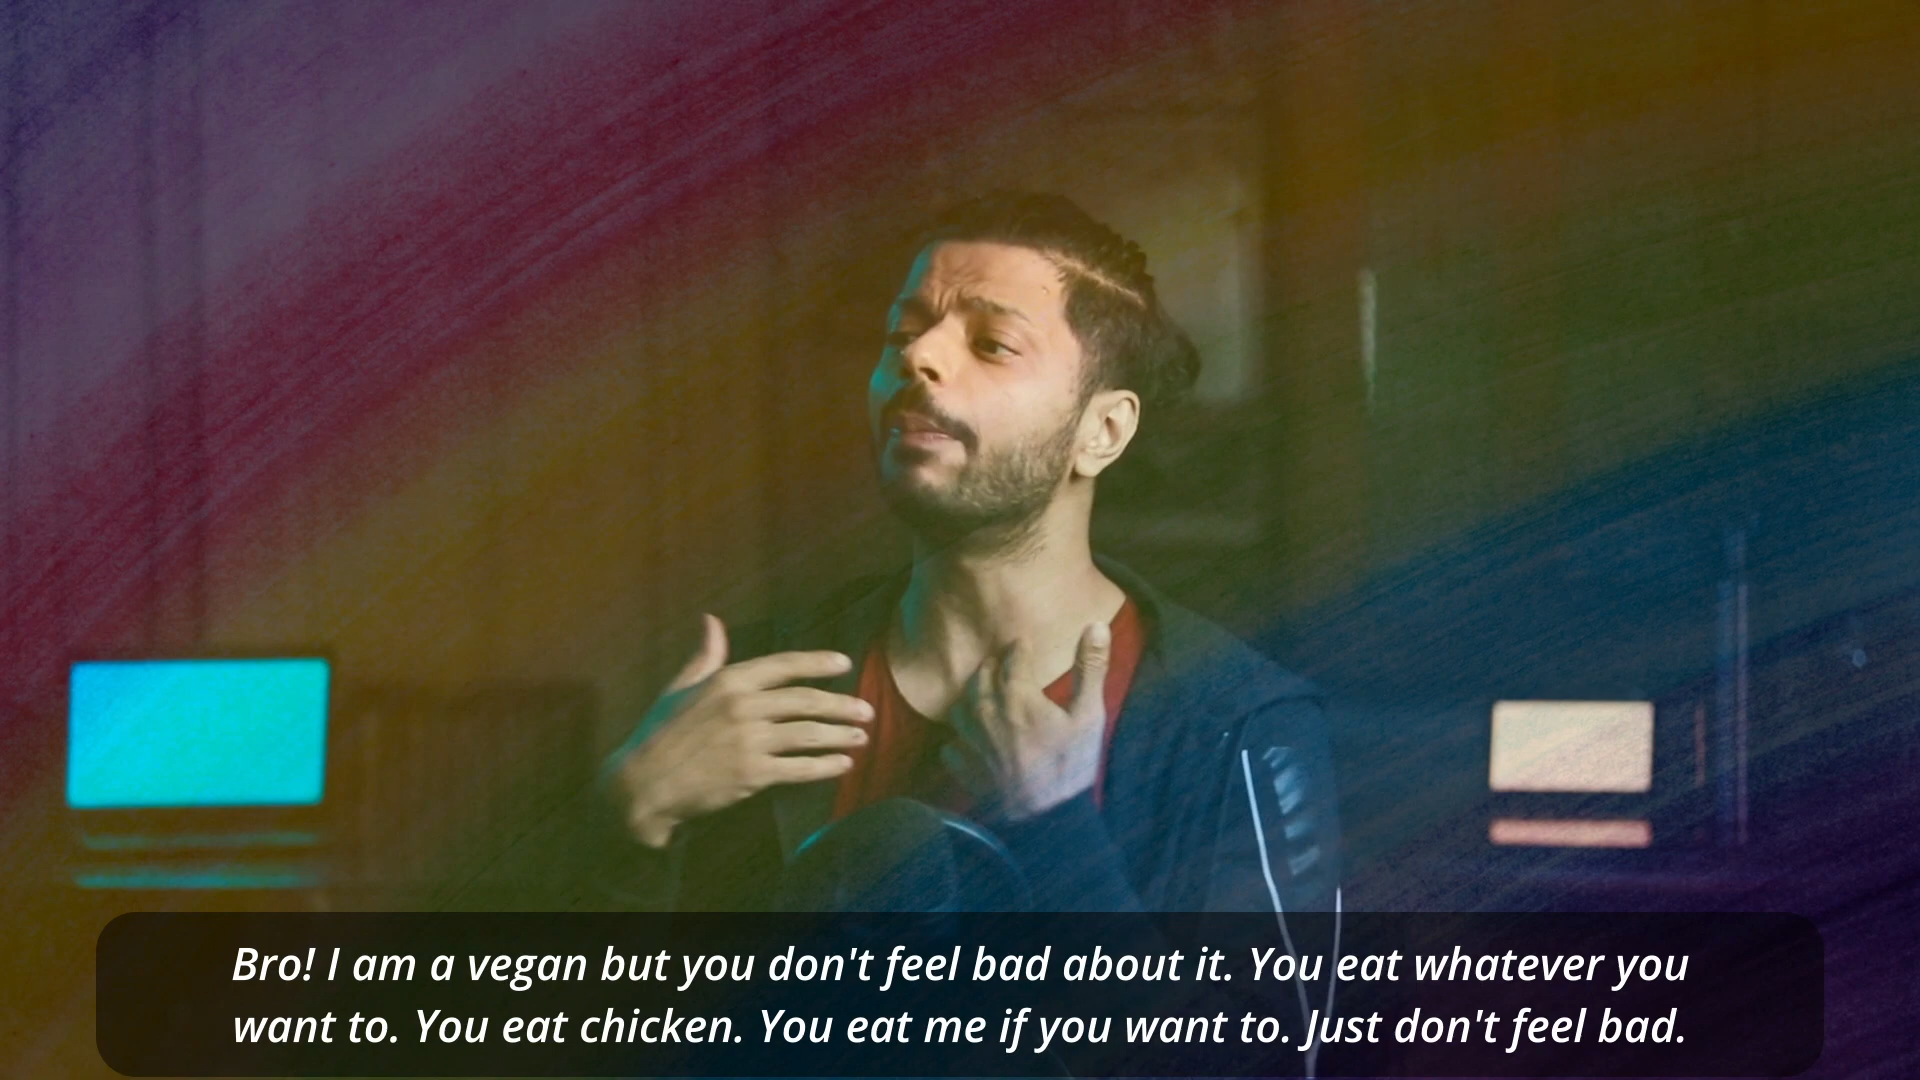 Bro! I am a vegan but you don't feel bad about it. You eat whatever you
want to. You eat chicken. You eat me if you want to. Just don't feel bad.